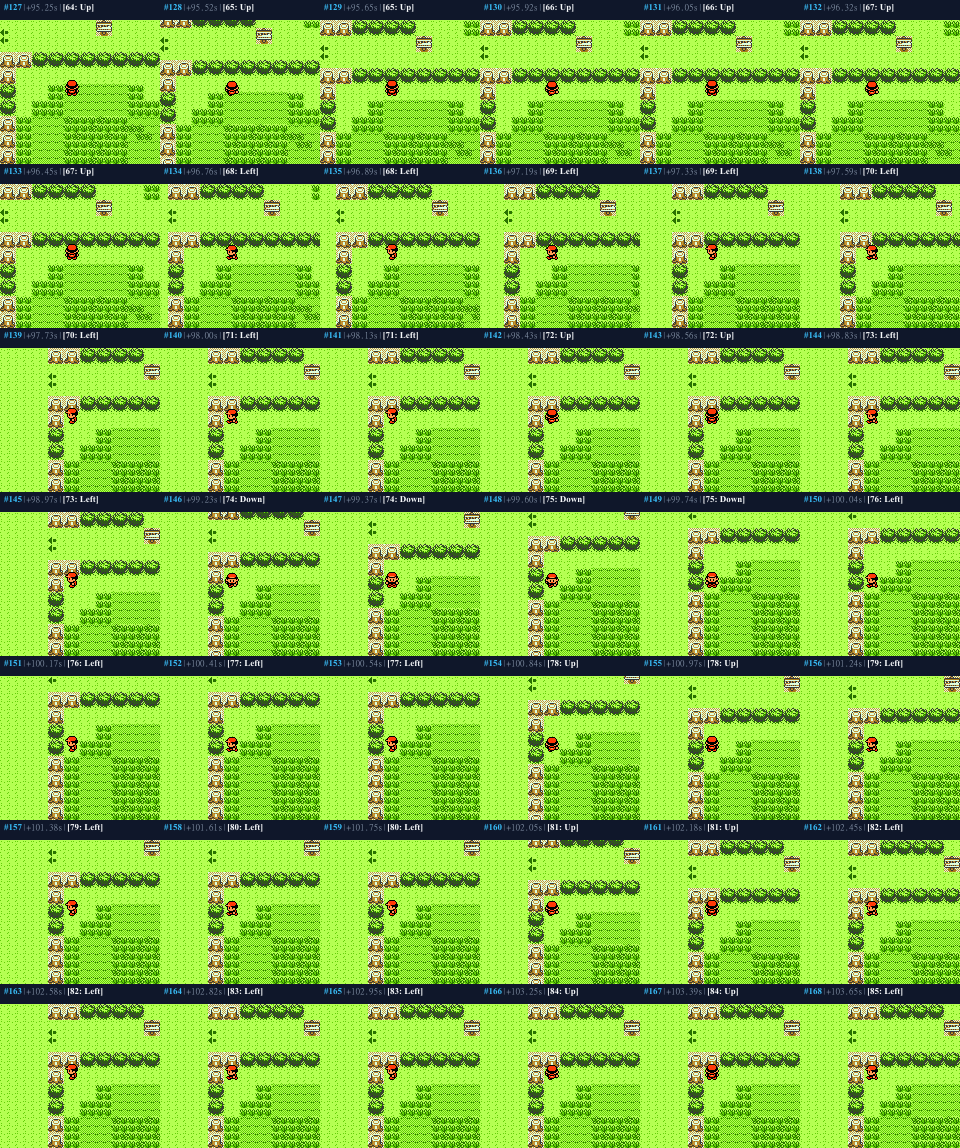 #127|+95.25s|[64: Up]
#128|+95.52s|[65: Up]
#129|+95.65s|[65: Up]
#130|+95.92s|[66: Up]
#131|+96.05s|[66: Up]
#132|+96.32s|[67: Up]
#133|+96.45s|[67: Up]
#134|+96.76s|[68: Left]
#135|+96.89s|[68: Left]
#136|+97.19s|[69: Left]
#137|+97.33s|[69: Left]
#138|+97.59s|[70: Left]
#139|+97.73s|[70: Left]
#140|+98.00s|[71: Left]
#141|+98.13s|[71: Left]
#142|+98.43s|[72: Up]
#143|+98.56s|[72: Up]
#144|+98.83s|[73: Left]
#145|+98.97s|[73: Left]
#146|+99.23s|[74: Down]
#147|+99.37s|[74: Down]
#148|+99.60s|[75: Down]
#149|+99.74s|[75: Down]
#150|+100.04s|[76: Left]
#151|+100.17s|[76: Left]
#152|+100.41s|[77: Left]
#153|+100.54s|[77: Left]
#154|+100.84s|[78: Up]
#155|+100.97s|[78: Up]
#156|+101.24s|[79: Left]
#157|+101.38s|[79: Left]
#158|+101.61s|[80: Left]
#159|+101.75s|[80: Left]
#160|+102.05s|[81: Up]
#161|+102.18s|[81: Up]
#162|+102.45s|[82: Left]
#163|+102.58s|[82: Left]
#164|+102.82s|[83: Left]
#165|+102.95s|[83: Left]
#166|+103.25s|[84: Up]
#167|+103.39s|[84: Up]
#168|+103.65s|[85: Left]